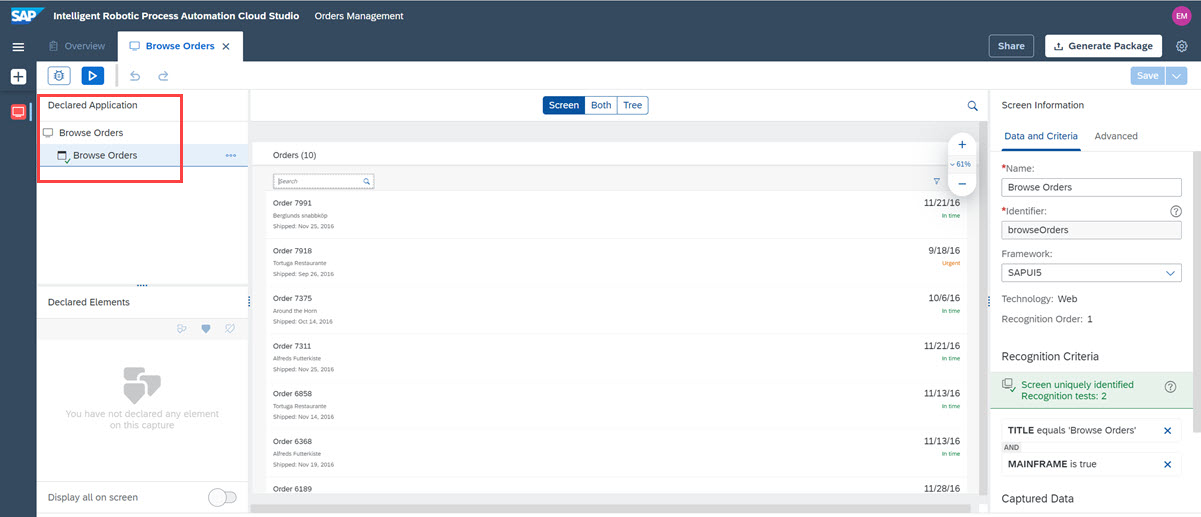 SAP Intelligent Robotic Process Automation Cloud Studio Orders Management EM
Overview Browse Orders Share Generate Package
Save
Declared Application
Browse Orders
Browse Orders
Declared Elements
You have not declared any element
on this capture
Display all on screen
Screen Both Tree
61%
Orders (10)
Search
Order 7991 11/21/16
Berglunds snabbköp In time
Shipped: Nov 25, 2016
Order 7918 9/18/16
Tortuga Restaurante Urgent
Shipped: Sep 26, 2016
Order 7375 10/6/16
Around the Horn In time
Shipped: Oct 14, 2016
Order 7311 11/21/16
Alfreds Futterkiste In time
Shipped: Nov 25, 2016
Order 6858 11/13/16
Tortuga Restaurante In time
Shipped: Nov 14, 2016
Order 6368 11/13/16
Alfreds Futterkiste In time
Shipped: Nov 19, 2016
Order 6189 11/28/16
Screen Information
Data and Criteria Advanced
*Name:
Browse Orders
*Identifier:
browseOrders
Framework:
SAPUI5
Technology: Web
Recognition Order: 1
Recognition Criteria
Screen uniquely identified
Recognition tests: 2
TITLE equals 'Browse Orders'
AND
MAINFRAME is true
Captured Data